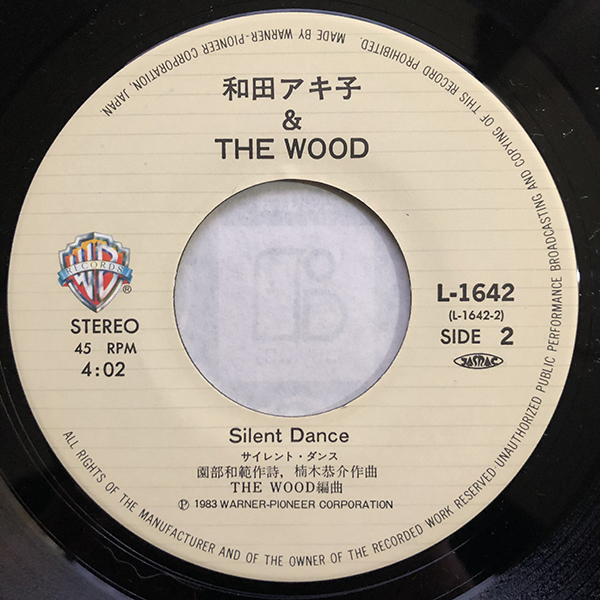 MADE BY WARNER-PIONEER CORPORATION, JAPAN.
ALL RIGHTS OF THE MANUFACTURER AND OF THE OWNER OF THE RECORDED WORK RESERVED·UNAUTHORIZED PUBLIC PERFORMANCE BROADCASTING AND COPYING OF THIS RECORD PROHIBITED.
和田アキ子
&
THE WOOD
WB
RECORDS
®
STEREO
45 RPM
4:02
L-1642
(L-1642-2)
SIDE 2
JASRAC
Silent Dance
サイレント・ダンス
薗部和範作詩，楠木恭介作曲
THE WOOD編曲
Ⓟ 1983 WARNER-PIONEER CORPORATION